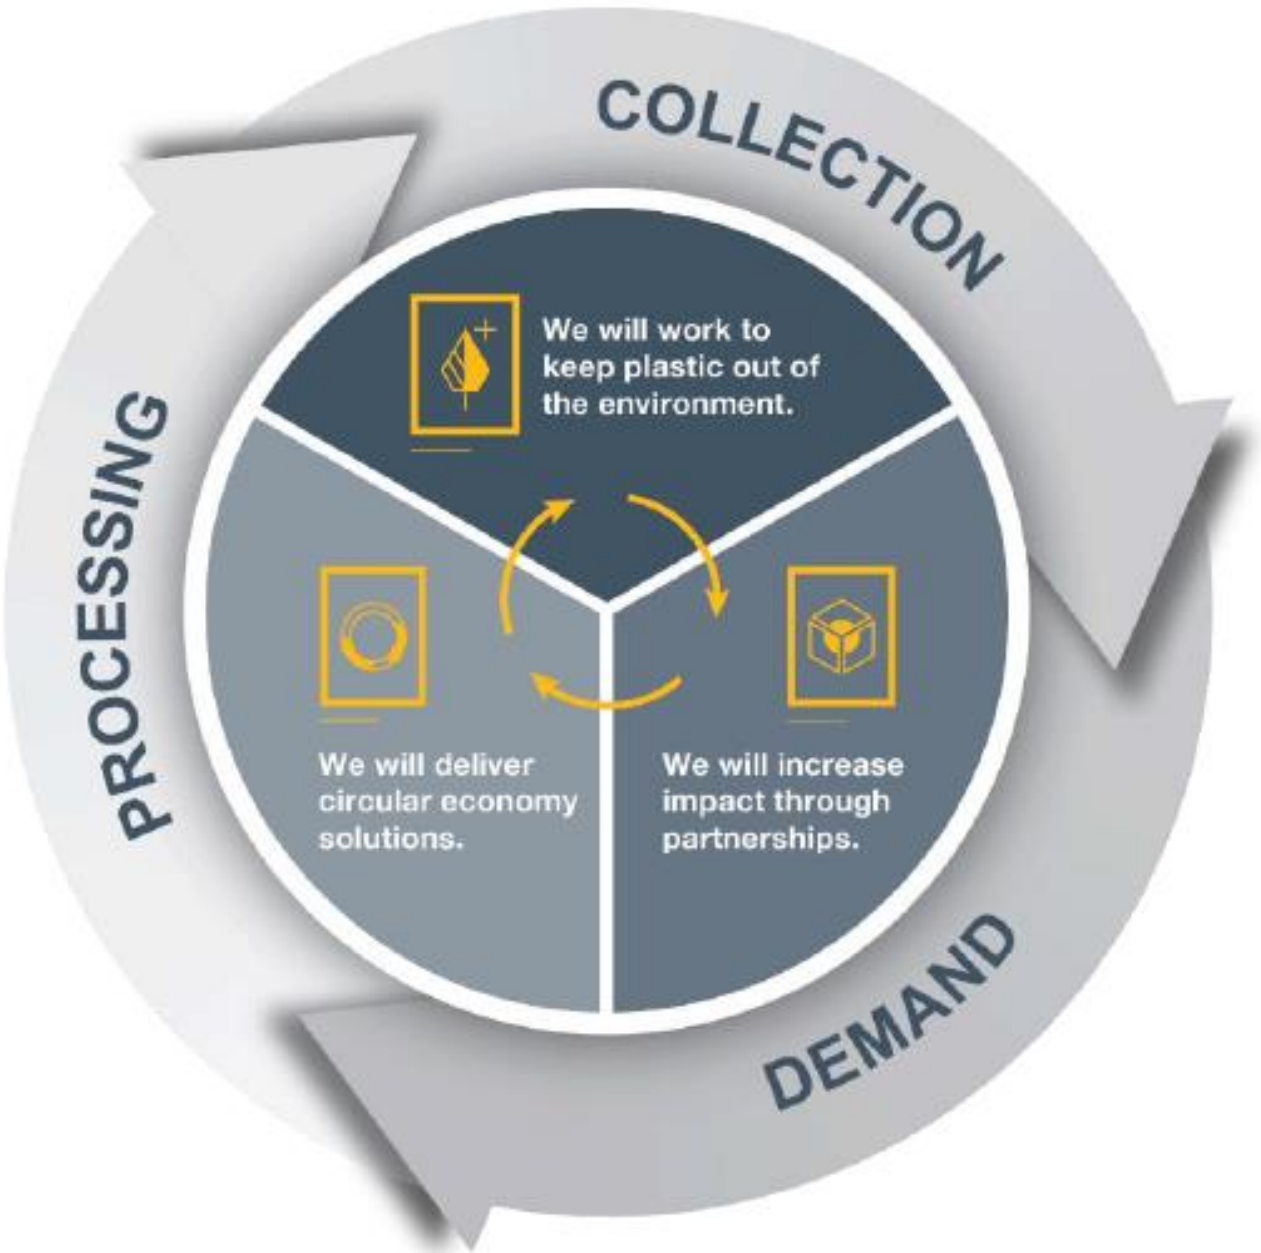 COLLECTION
We will work to
keep plastic out of
the environment.
PROCESSING
We will deliver
circular economy
solutions.
We will increase
impact through
partnerships.
DEMAND